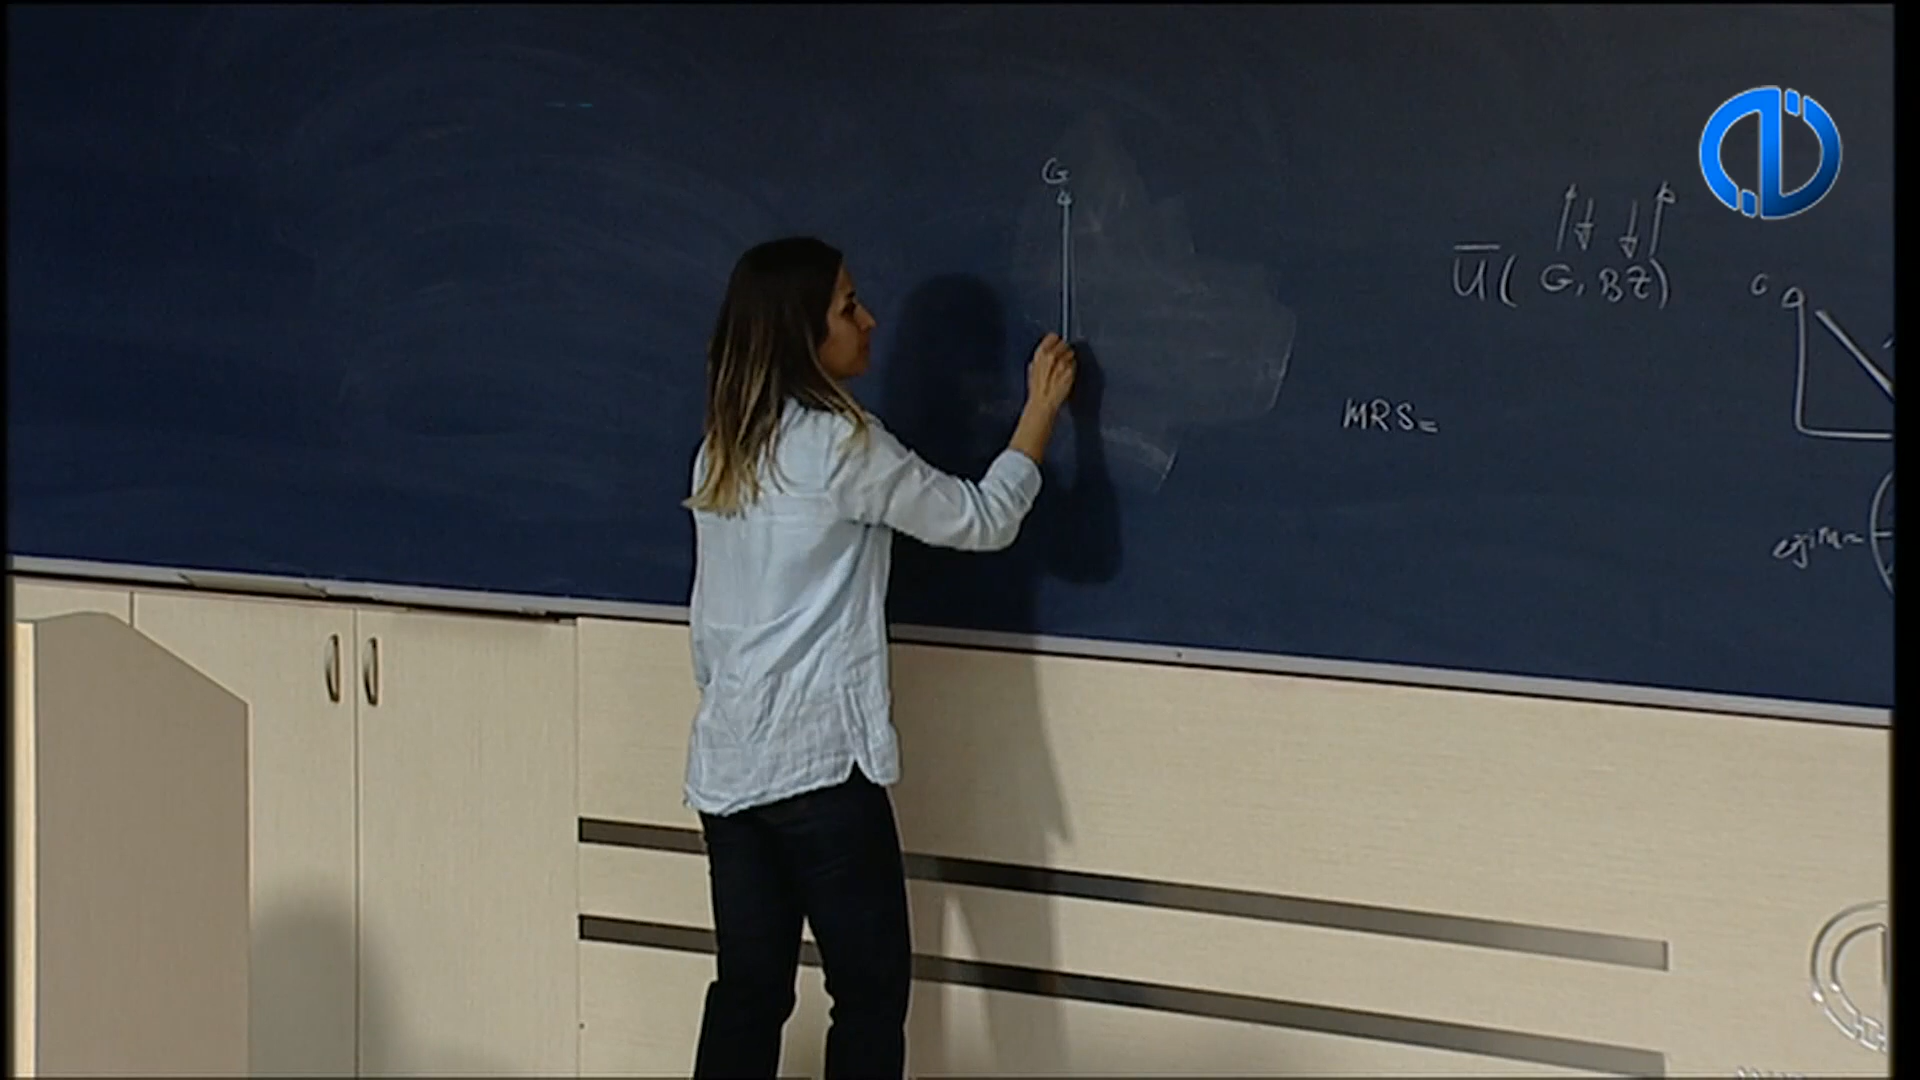 G
U̅( G, BZ)
G
MRS=
eğim=